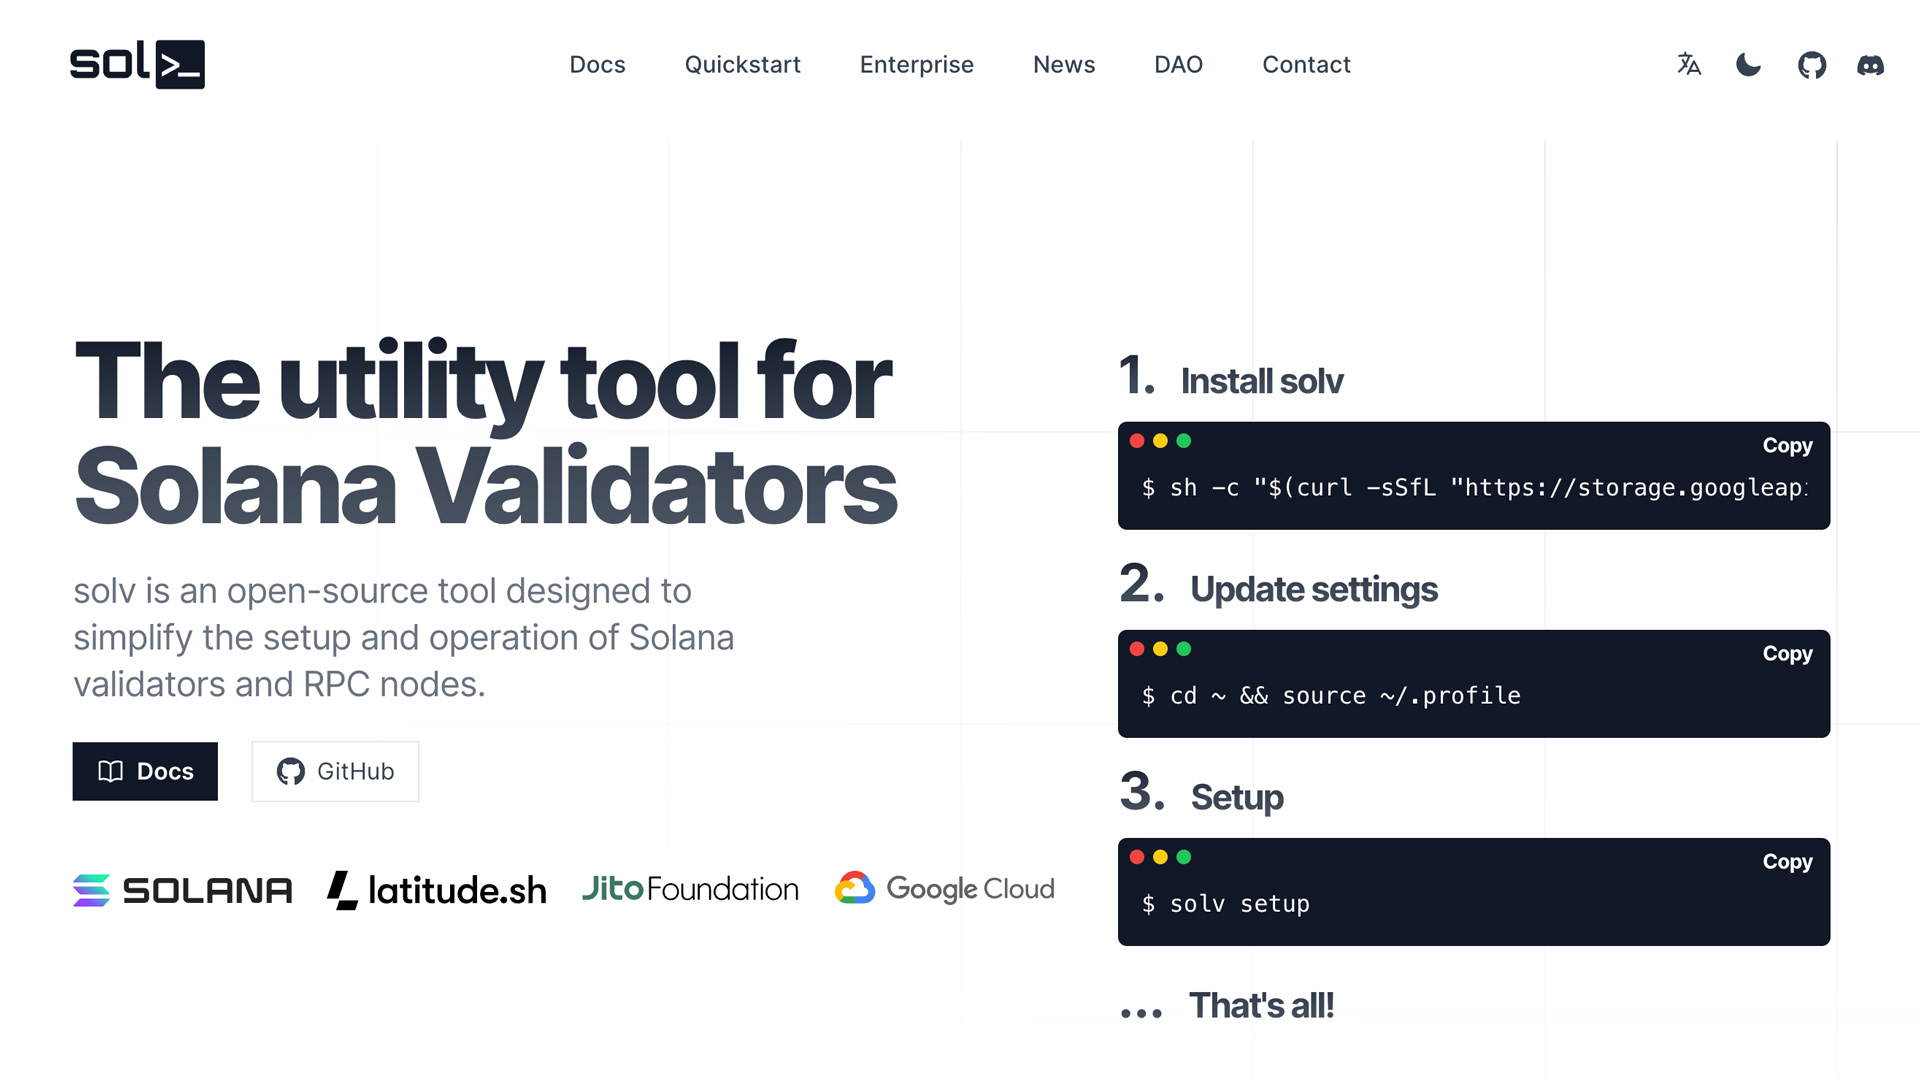 sol>_
Docs Quickstart Enterprise News DAO Contact
The utility tool for
Solana Validators
solv is an open-source tool designed to
simplify the setup and operation of Solana
validators and RPC nodes.
Docs GitHub
SOLANA latitude.sh JitoFoundation Google Cloud
1. Install solv
Copy
$ sh -c "$(curl -sSfL "https://storage.googleap
2. Update settings
Copy
$ cd ~ && source ~/.profile
3. Setup
Copy
$ solv setup
... That's all!